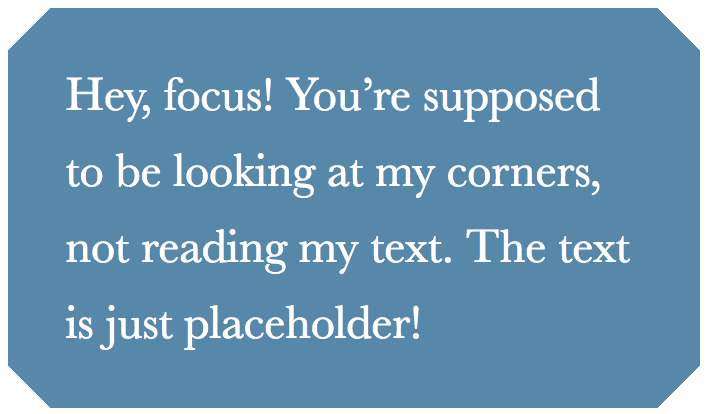 Hey, focus! You’re supposed
to be looking at my corners,
not reading my text. The text
is just placeholder!